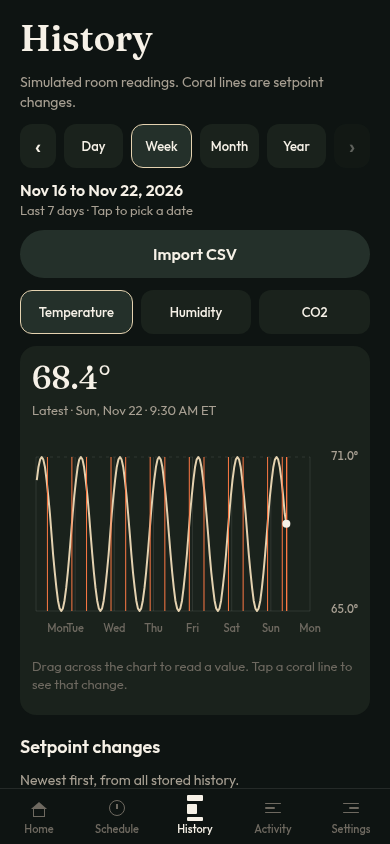 History
Simulated room readings. Coral lines are setpoint
changes.
‹ Day Week Month Year ›
Nov 16 to Nov 22, 2026
Last 7 days · Tap to pick a date
Import CSV
Temperature Humidity CO2
68.4°
Latest · Sun, Nov 22 · 9:30 AM ET
71.0°
65.0°
MonTue Wed Thu Fri Sat Sun Mon
Drag across the chart to read a value. Tap a coral line to
see that change.
Setpoint changes
Newest first, from all stored history.
Home Schedule History Activity Settings